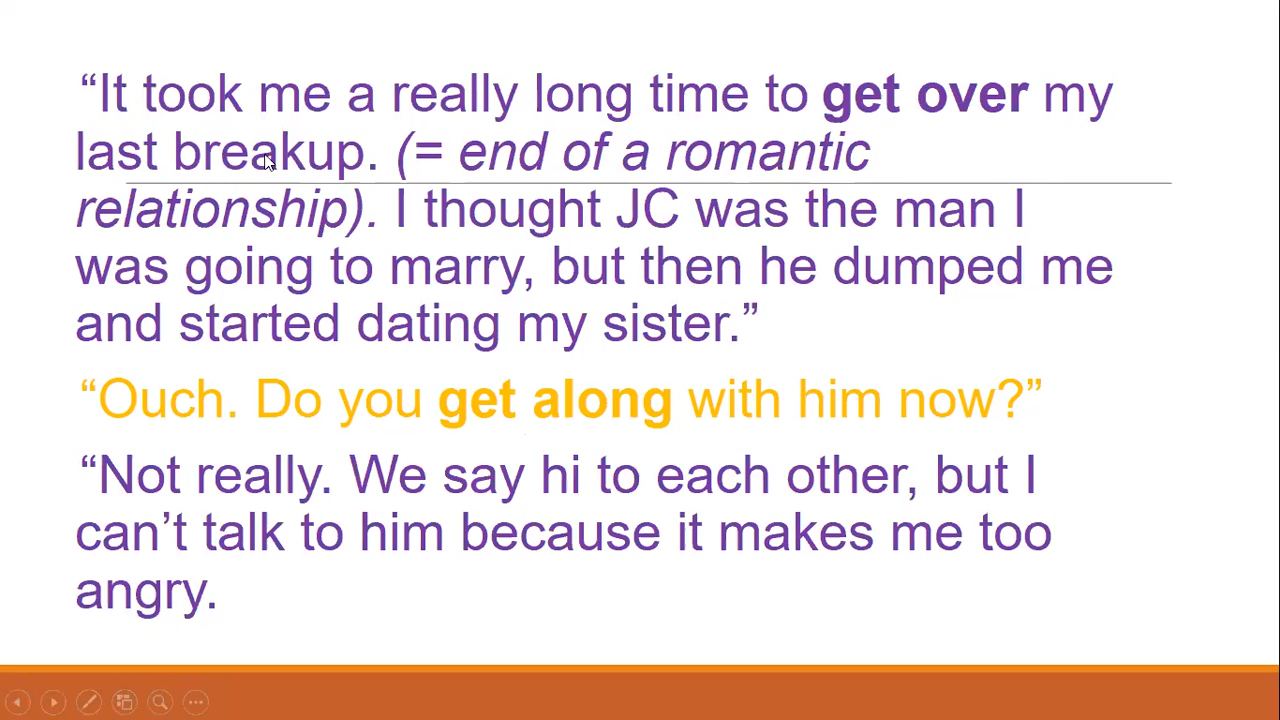 “It took me a really long time to get over my
last breakup. (= end of a romantic
relationship). I thought JC was the man I
was going to marry, but then he dumped me
and started dating my sister.”
“Ouch. Do you get along with him now?”
“Not really. We say hi to each other, but I
can’t talk to him because it makes me too
angry.